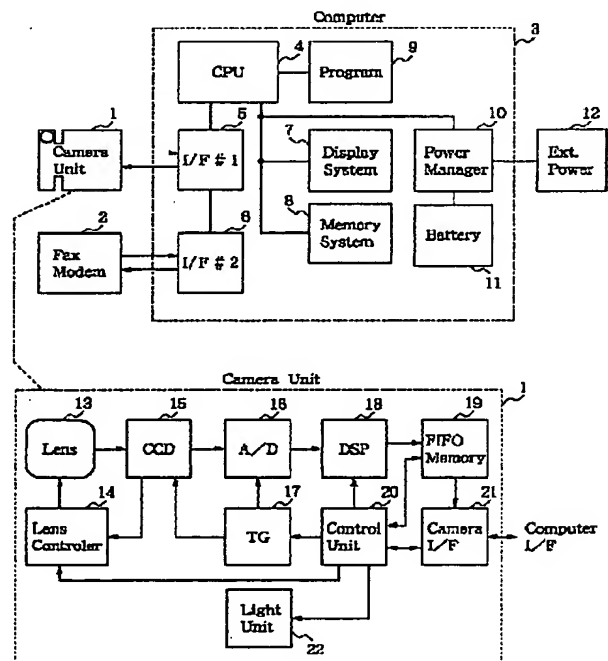 Computer
3
4
CPU
9
Program
1
Camera
Unit
5
I/F # 1
7
Display
System
10
Power
Manager
12
Ext.
Power
2
Fax
Modem
6
I/F # 2
8
Memory
System
Battery
11
Camera Unit
1
13
Lens
15
CCD
16
A/D
18
DSP
19
FIFO
Memory
14
Lens
Controler
17
TG
20
Control
Unit
21
Camera
I/F
Computer
I/F
Light
Unit
22